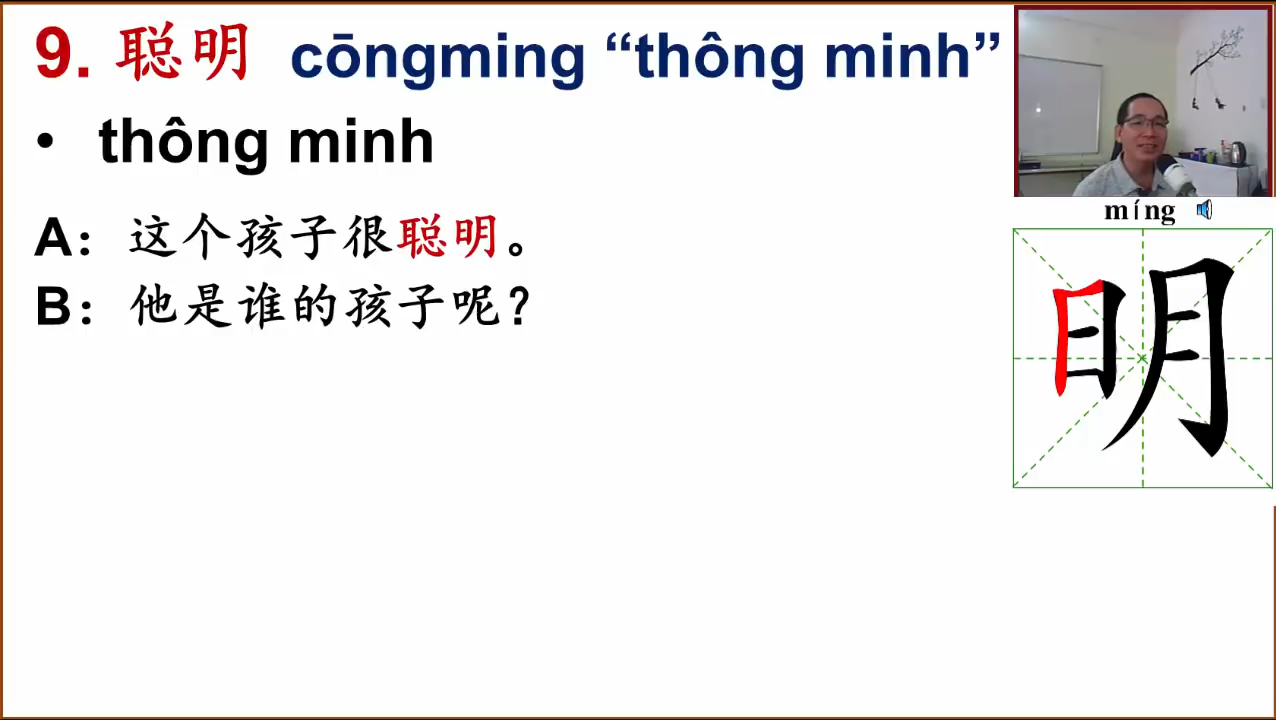 9. 聪明 cōngming “thông minh”
• thông minh
A：这个孩子很聪明。
B：他是谁的孩子呢？
míng
明